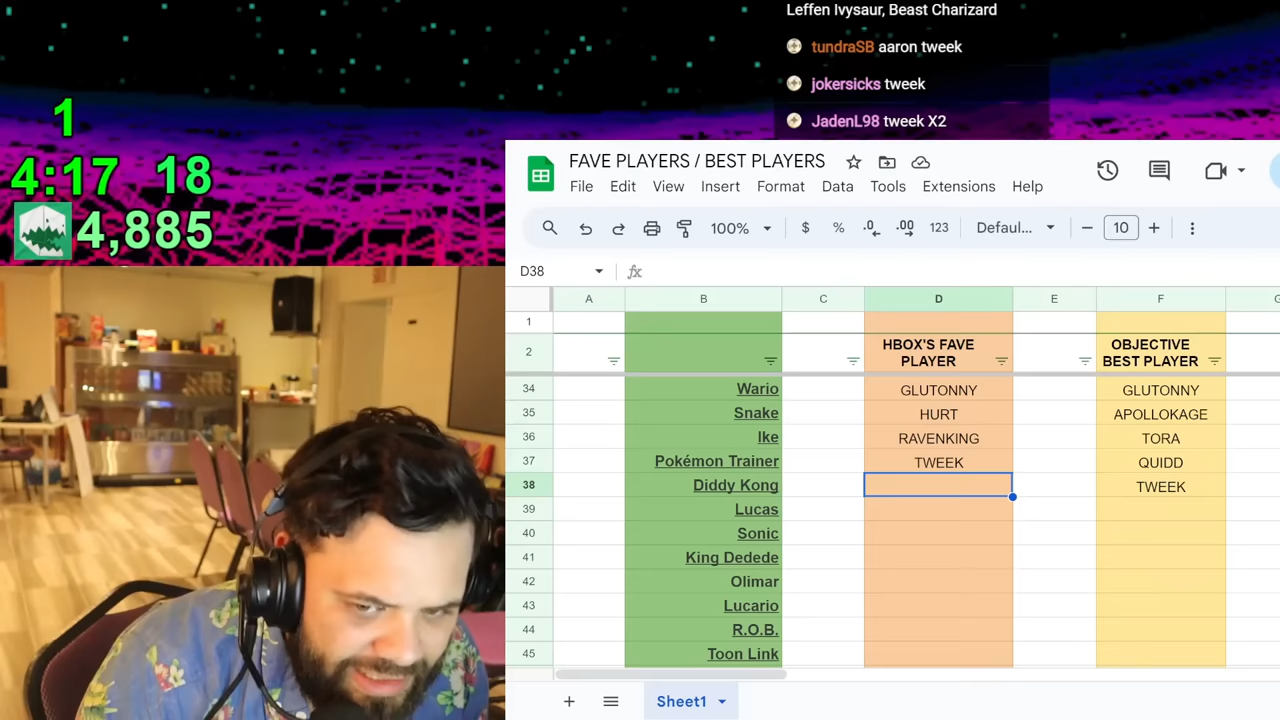 Leffen Ivysaur, Beast Charizard
tundraSB aaron tweek
jokersicks tweek
JadenL98 tweek X2
1
4:17 18
4,885
FAVE PLAYERS / BEST PLAYERS
File Edit View Insert Format Data Tools Extensions Help
100% $ % .0 .00 123 Defaul... 10
D38 fx
A B C D E F G
1
2 HBOX'S FAVE PLAYER OBJECTIVE BEST PLAYER
34 Wario GLUTONNY GLUTONNY
35 Snake HURT APOLLOKAGE
36 Ike RAVENKING TORA
37 Pokémon Trainer TWEEK QUIDD
38 Diddy Kong TWEEK
39 Lucas
40 Sonic
41 King Dedede
42 Olimar
43 Lucario
44 R.O.B.
45 Toon Link
Sheet1